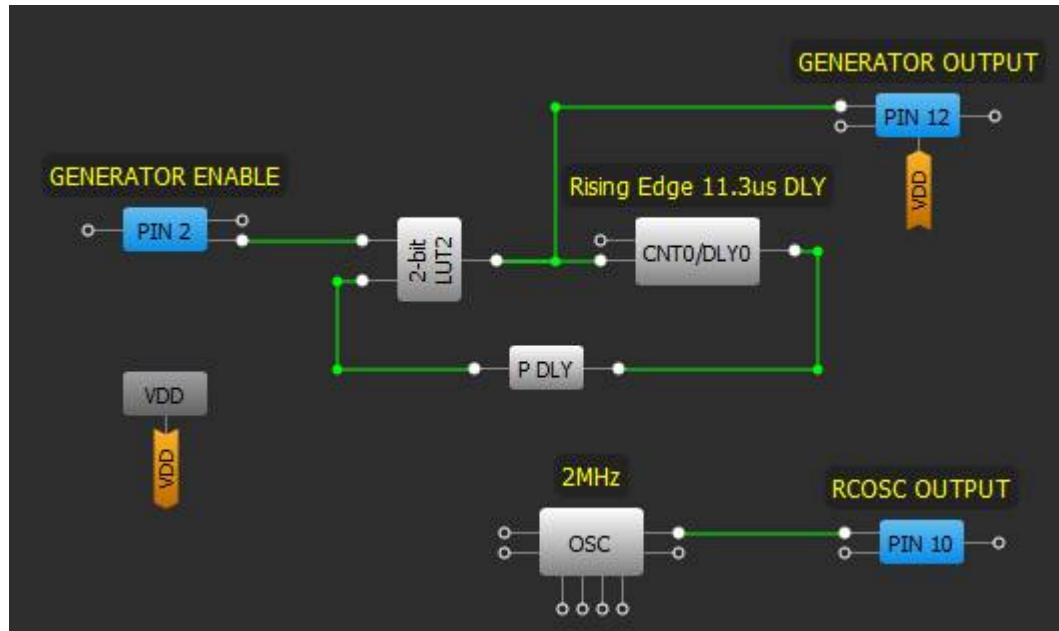 GENERATOR OUTPUT
PIN 12
VDD
GENERATOR ENABLE
PIN 2
2-bit
LUT2
Rising Edge 11.3us DLY
CNT0/DLY0
P DLY
VDD
VDD
2MHz
OSC
RCOSC OUTPUT
PIN 10